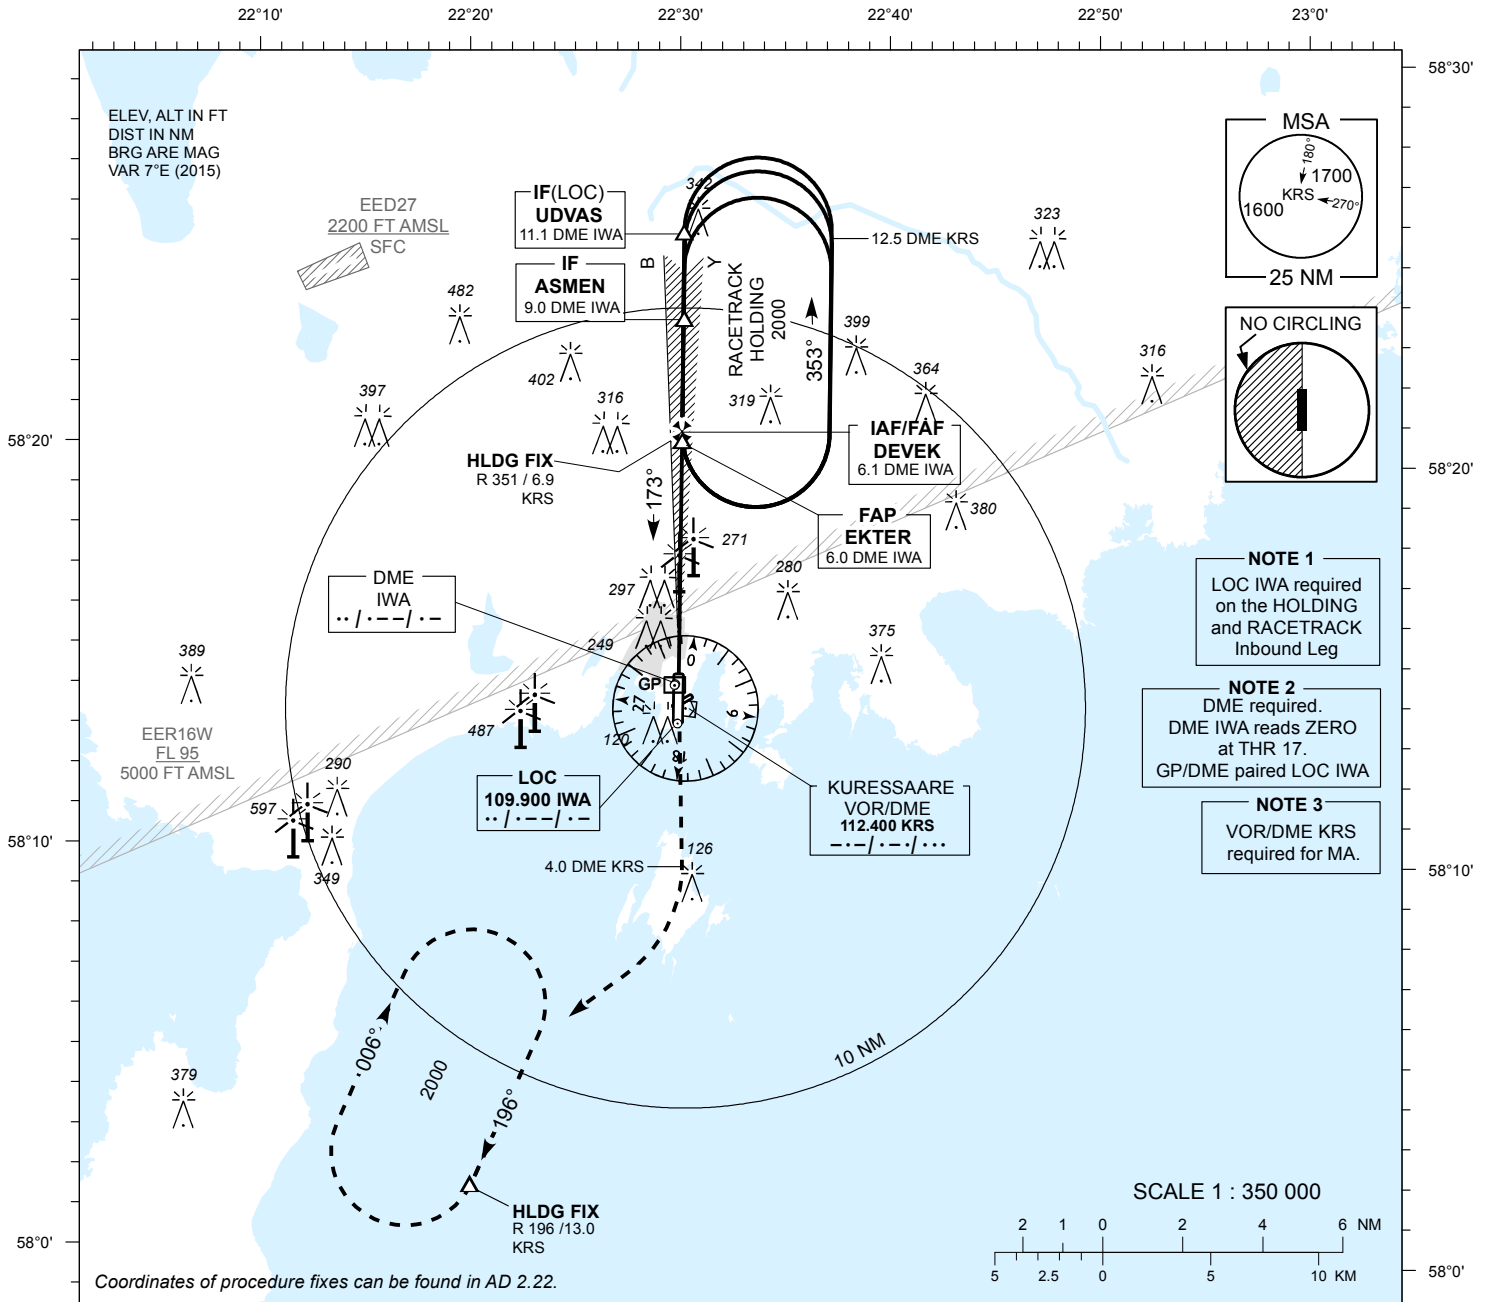 22°10'
22°20'
22°30'
22°40'
22°50'
23°0'
58°30'
ELEV, ALT IN FT
DIST IN NM
BRG ARE MAG
VAR 7°E (2015)
EED27
2200 FT AMSL
SFC
IF(LOC)
UDVAS
11.1 DME IWA
IF
ASMEN
9.0 DME IWA
342
B
Y
RACETRACK
HOLDING
2000
353°
12.5 DME KRS
323
MSA
180°
1700
KRS
270°
1600
25 NM
NO CIRCLING
482
402
397
316
319
399
364
316
58°20'
58°20'
HLDG FIX
R 351 / 6.9
KRS
173°
IAF/FAF
DEVEK
6.1 DME IWA
FAP
EKTER
6.0 DME IWA
380
271
280
297
249
375
389
DME
IWA
··/·––/·–
NOTE 1
LOC IWA required
on the HOLDING
and RACETRACK
Inbound Leg
NOTE 2
DME required.
DME IWA reads ZERO
at THR 17.
GP/DME paired LOC IWA
NOTE 3
VOR/DME KRS
required for MA.
GP
0
9
18
27
120
487
EER16W
FL 95
5000 FT AMSL
290
597
349
LOC
109.900 IWA
··/·––/·–
KURESSAARE
VOR/DME
112.400 KRS
–·–/·–·/···
58°10'
58°10'
4.0 DME KRS
126
10 NM
006°
2000
196°
379
HLDG FIX
R 196 /13.0
KRS
SCALE 1 : 350 000
2 1 0 2 4 6 NM
5 2.5 0 5 10 KM
58°0'
58°0'
Coordinates of procedure fixes can be found in AD 2.22.